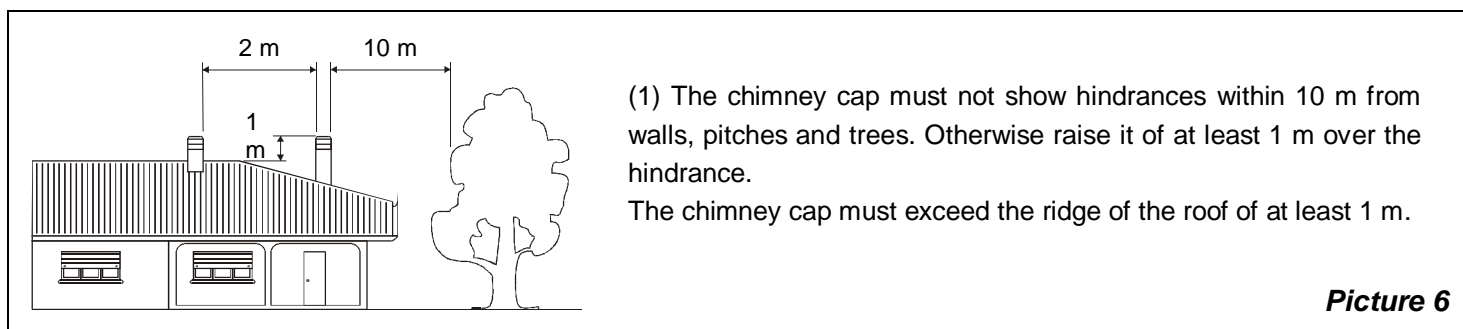 2 m
10 m
1
m
(1) The chimney cap must not show hindrances within 10 m from
walls, pitches and trees. Otherwise raise it of at least 1 m over the
hindrance.
The chimney cap must exceed the ridge of the roof of at least 1 m.
Picture 6